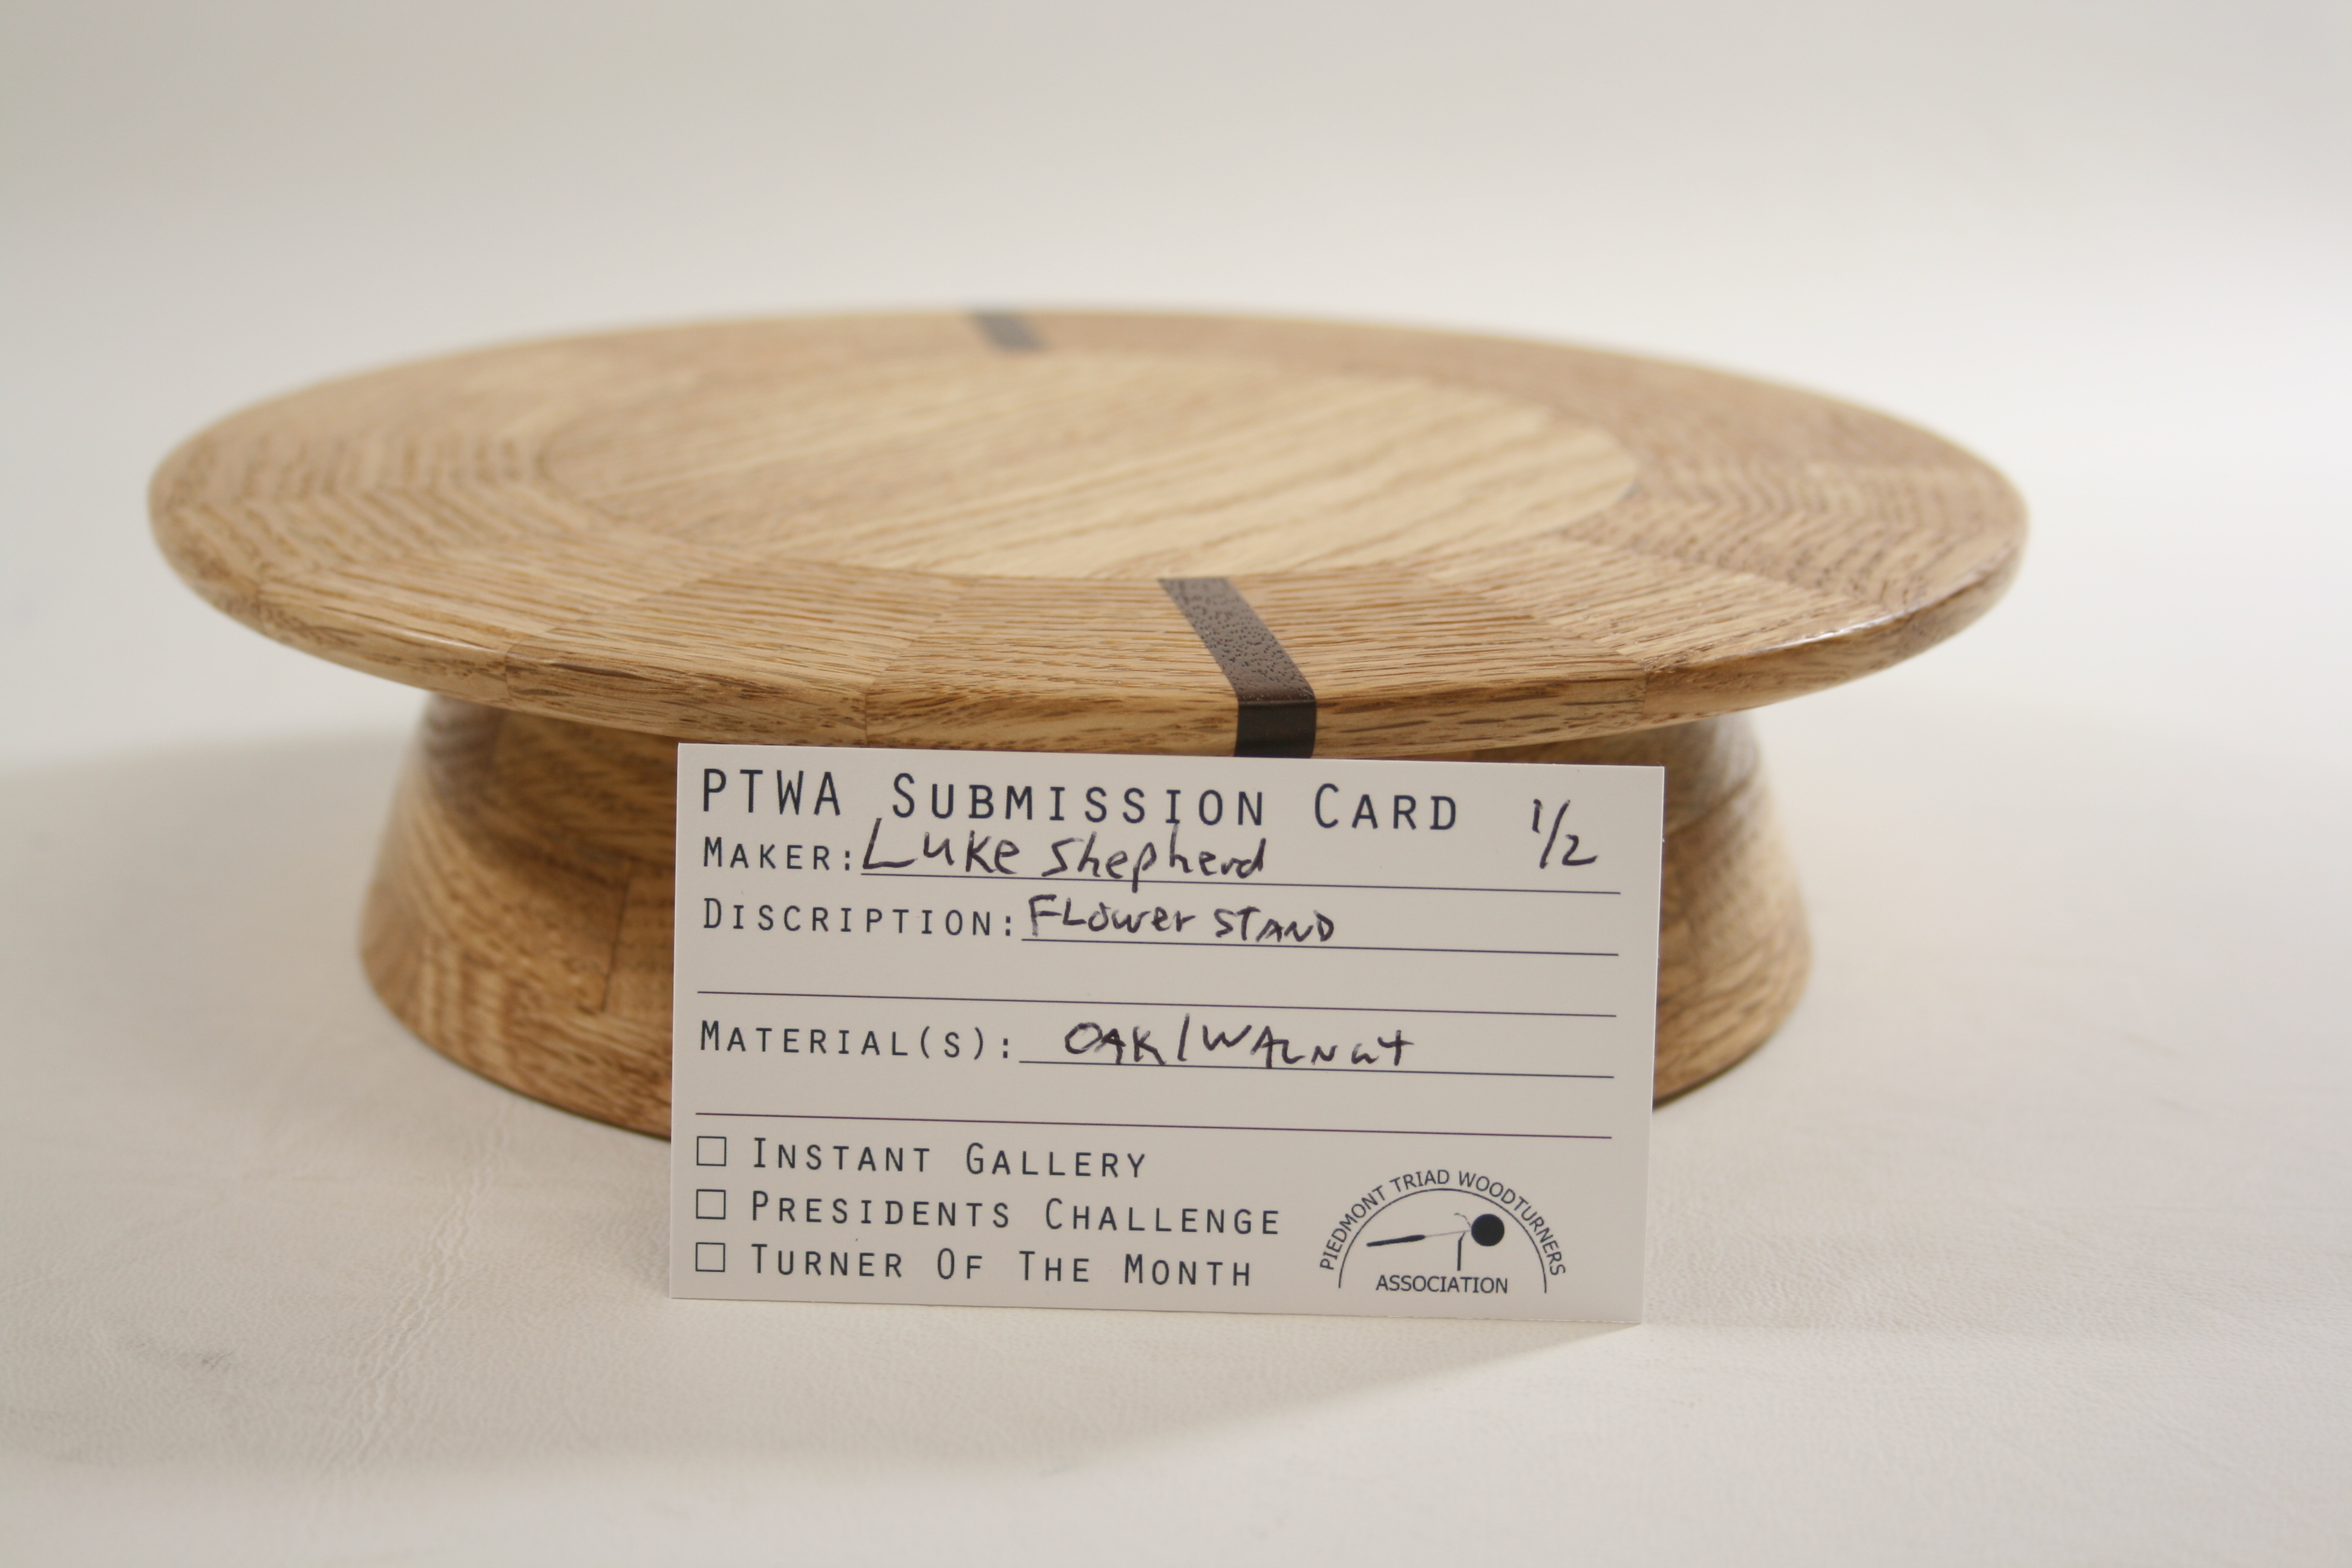 PTWA SUBMISSION CARD 1/2
MAKER: Luke Shepherd
DISCRIPTION: FLower STAND
MATERIAL(S): OAK/WALNut
☐ INSTANT GALLERY
☐ PRESIDENTS CHALLENGE
☐ TURNER OF THE MONTH
PIEDMONT TRIAD WOODTURNERS
ASSOCIATION